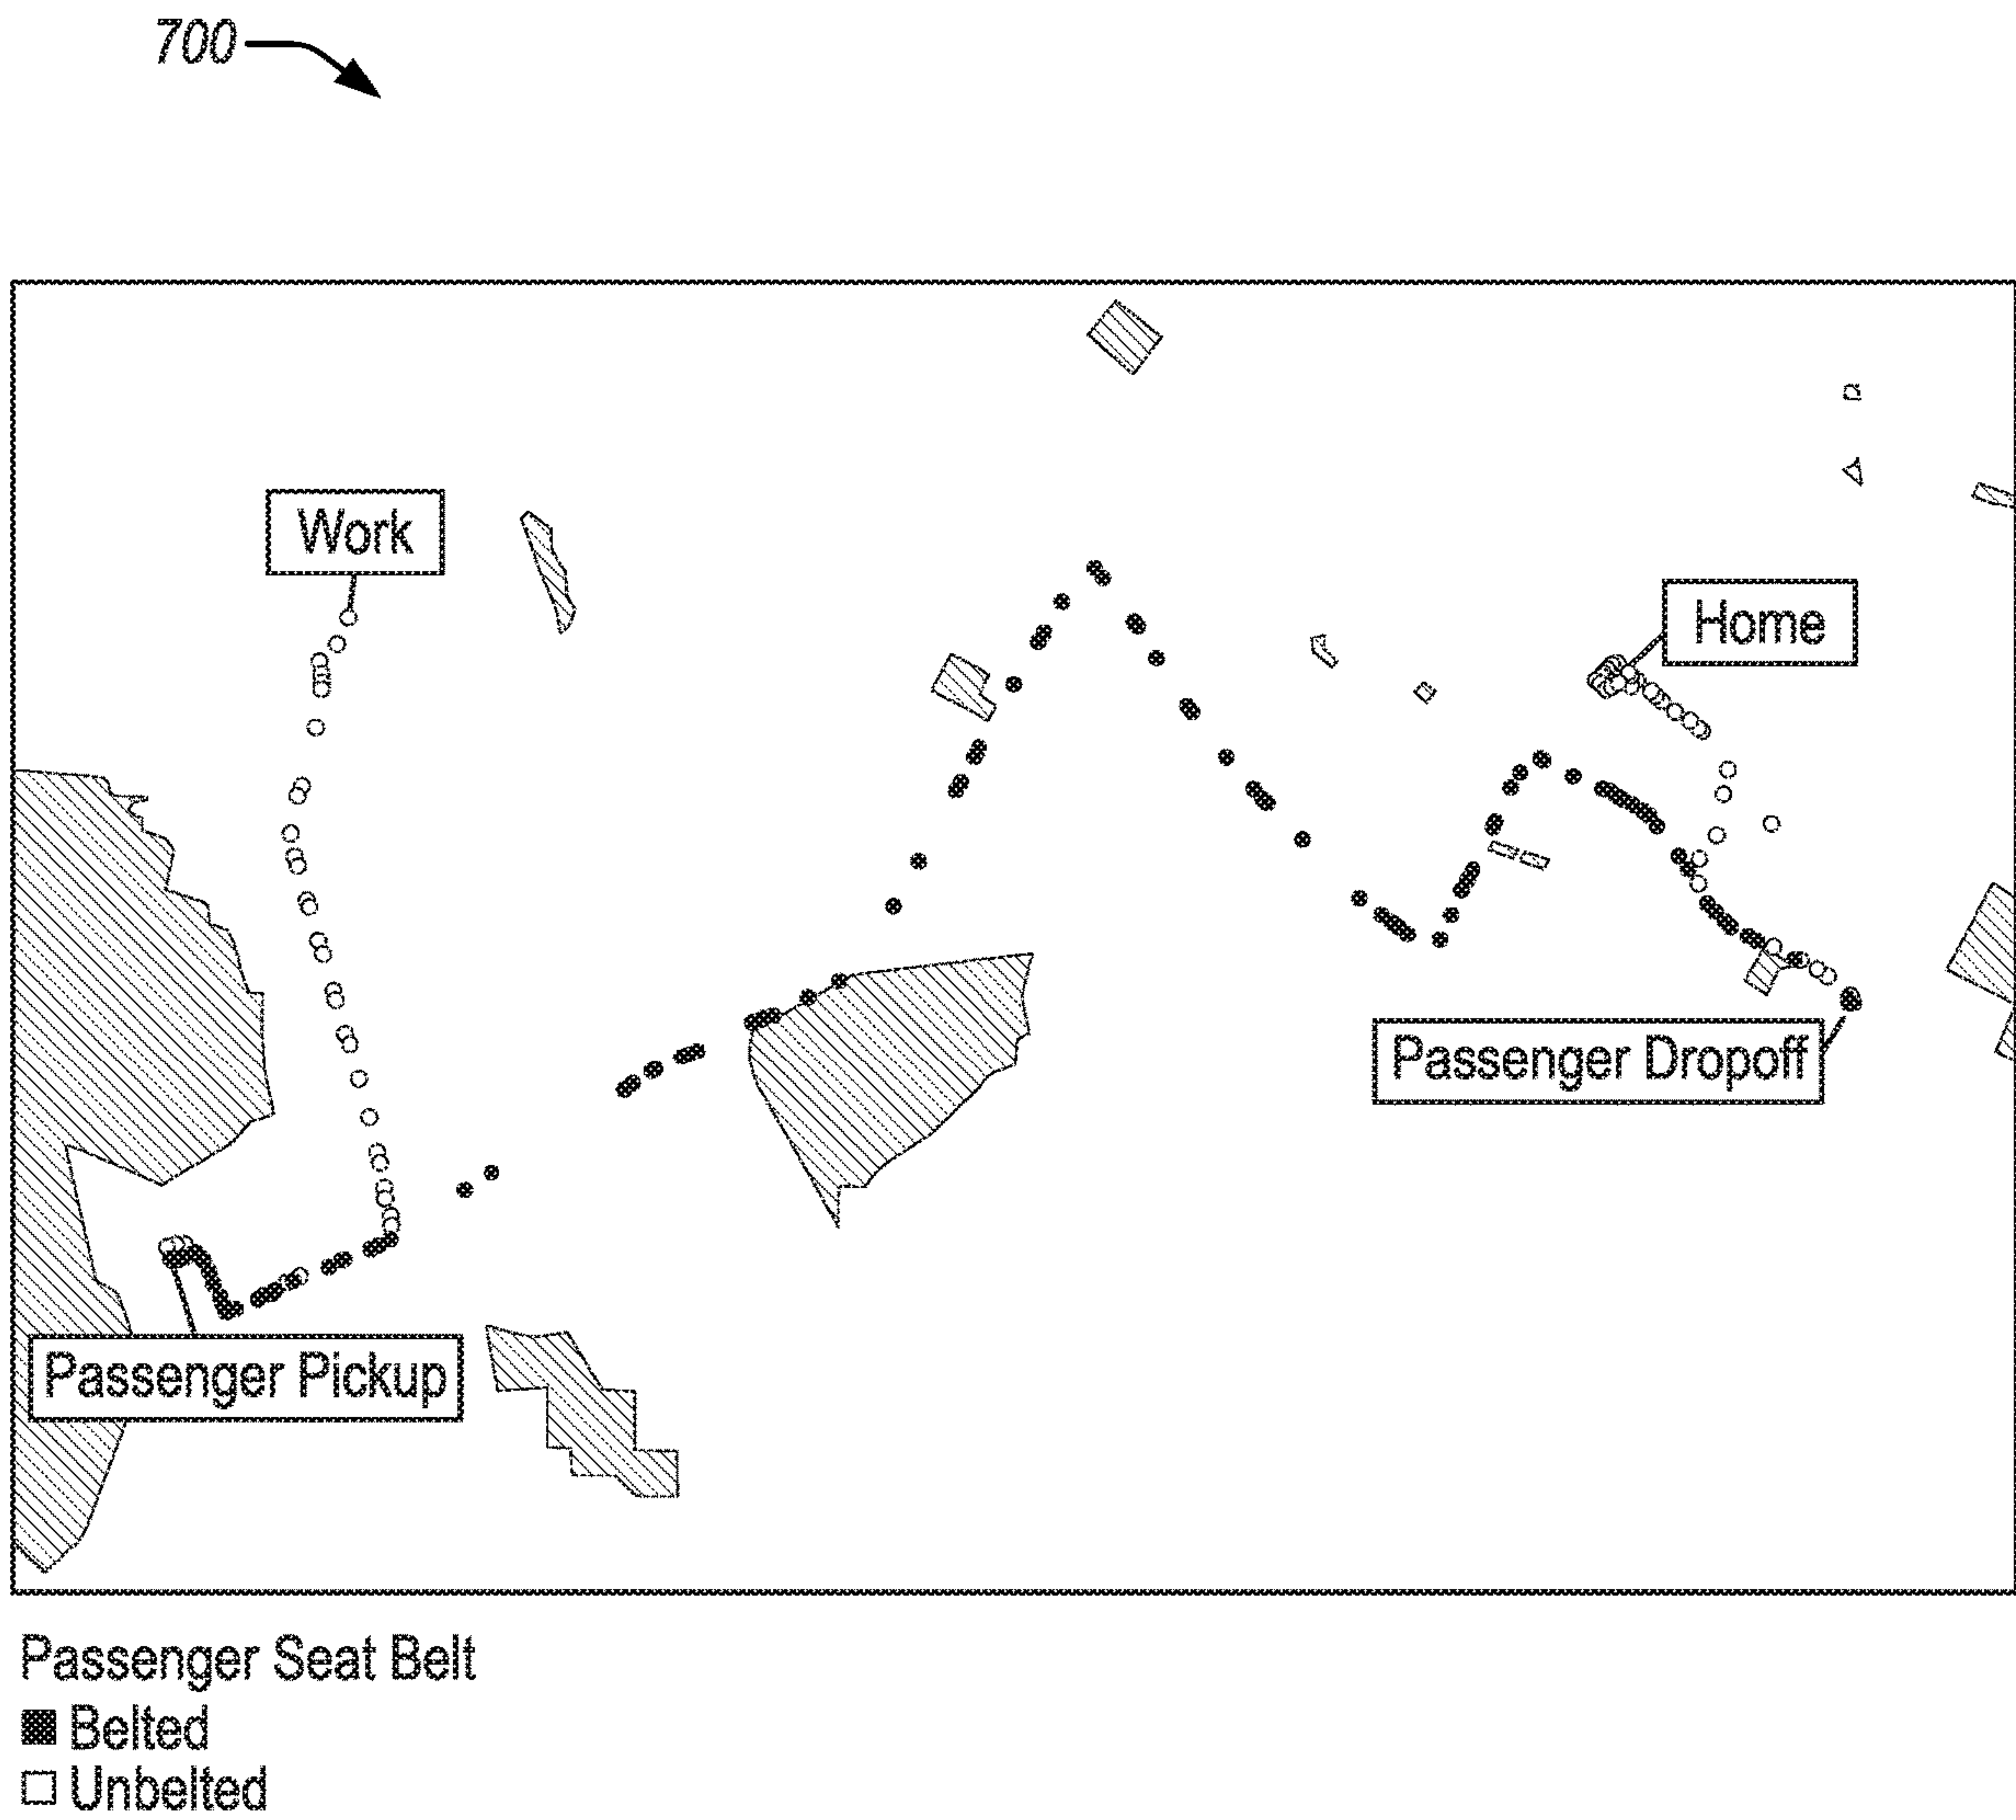 700
Work
Home
Passenger Dropoff
Passenger Pickup
Passenger Seat Belt
Belted
Unbelted